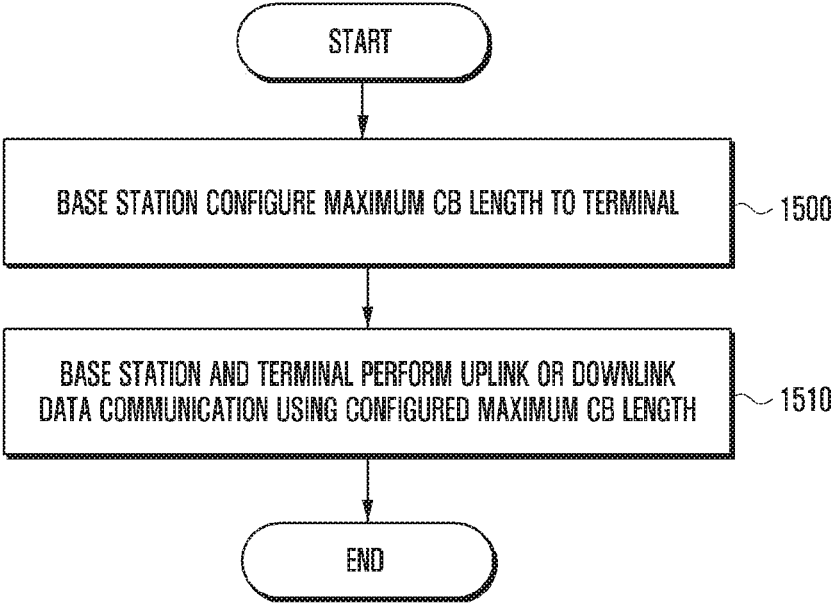 START
BASE STATION CONFIGURE MAXIMUM CB LENGTH TO TERMINAL
1500
BASE STATION AND TERMINAL PERFORM UPLINK OR DOWNLINK
DATA COMMUNICATION USING CONFIGURED MAXIMUM CB LENGTH
1510
END